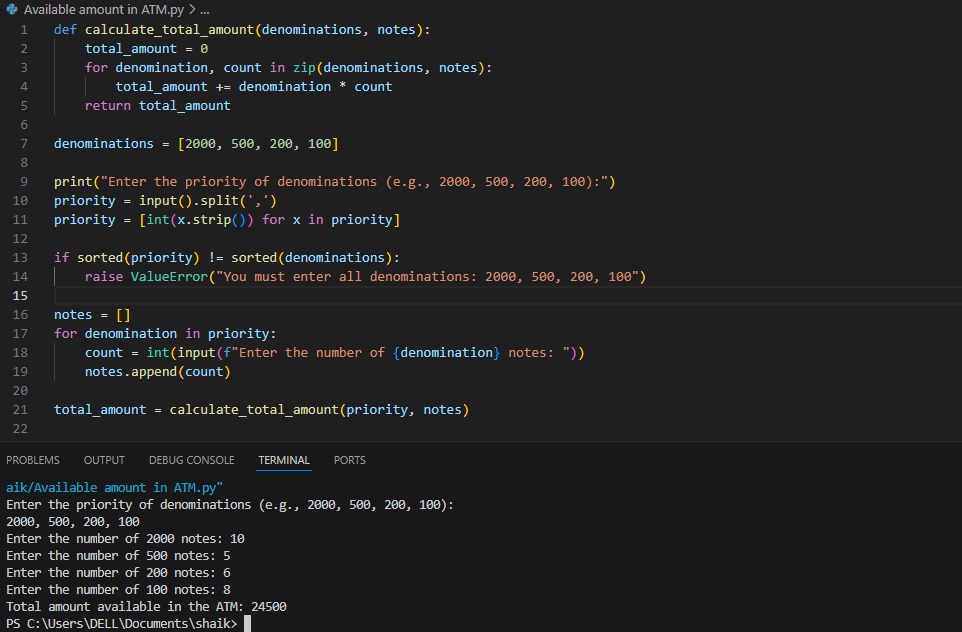 Available amount in ATM.py > ...
1 def calculate_total_amount(denominations, notes):
2     total_amount = 0
3     for denomination, count in zip(denominations, notes):
4         total_amount += denomination * count
5     return total_amount
6
7 denominations = [2000, 500, 200, 100]
8
9 print("Enter the priority of denominations (e.g., 2000, 500, 200, 100):")
10 priority = input().split(',')
11 priority = [int(x.strip()) for x in priority]
12
13 if sorted(priority) != sorted(denominations):
14     raise ValueError("You must enter all denominations: 2000, 500, 200, 100")
15
16 notes = []
17 for denomination in priority:
18     count = int(input(f"Enter the number of {denomination} notes: "))
19     notes.append(count)
20
21 total_amount = calculate_total_amount(priority, notes)
22
PROBLEMS OUTPUT DEBUG CONSOLE TERMINAL PORTS
aik/Available amount in ATM.py"
Enter the priority of denominations (e.g., 2000, 500, 200, 100):
2000, 500, 200, 100
Enter the number of 2000 notes: 10
Enter the number of 500 notes: 5
Enter the number of 200 notes: 6
Enter the number of 100 notes: 8
Total amount available in the ATM: 24500
PS C:\Users\DELL\Documents\shaik>